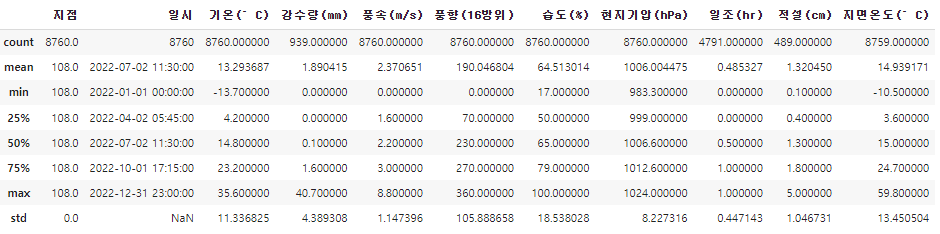 지점 일시 기온(°C) 강수량(mm) 풍속(m/s) 풍향(16방위) 습도(%) 현지기압(hPa) 일조(hr) 적설(cm) 지면온도(°C)
count 8760.0 8760 8760.000000 939.000000 8760.000000 8760.000000 8760.000000 8760.000000 4791.000000 489.000000 8759.000000
mean 108.0 2022-07-02 11:30:00 13.293687 1.890415 2.370651 190.046804 64.513014 1006.004475 0.485327 1.320450 14.939171
min 108.0 2022-01-01 00:00:00 -13.700000 0.000000 0.000000 0.000000 17.000000 983.300000 0.000000 0.100000 -10.500000
25% 108.0 2022-04-02 05:45:00 4.200000 0.000000 1.600000 70.000000 50.000000 999.000000 0.000000 0.400000 3.600000
50% 108.0 2022-07-02 11:30:00 14.800000 0.100000 2.200000 230.000000 65.000000 1006.600000 0.500000 1.300000 15.000000
75% 108.0 2022-10-01 17:15:00 23.200000 1.600000 3.000000 270.000000 79.000000 1012.600000 1.000000 1.800000 24.700000
max 108.0 2022-12-31 23:00:00 35.600000 40.700000 8.800000 360.000000 100.000000 1024.000000 1.000000 5.000000 59.800000
std 0.0 NaN 11.336825 4.389308 1.147396 105.888658 18.538028 8.227316 0.447143 1.046731 13.450504